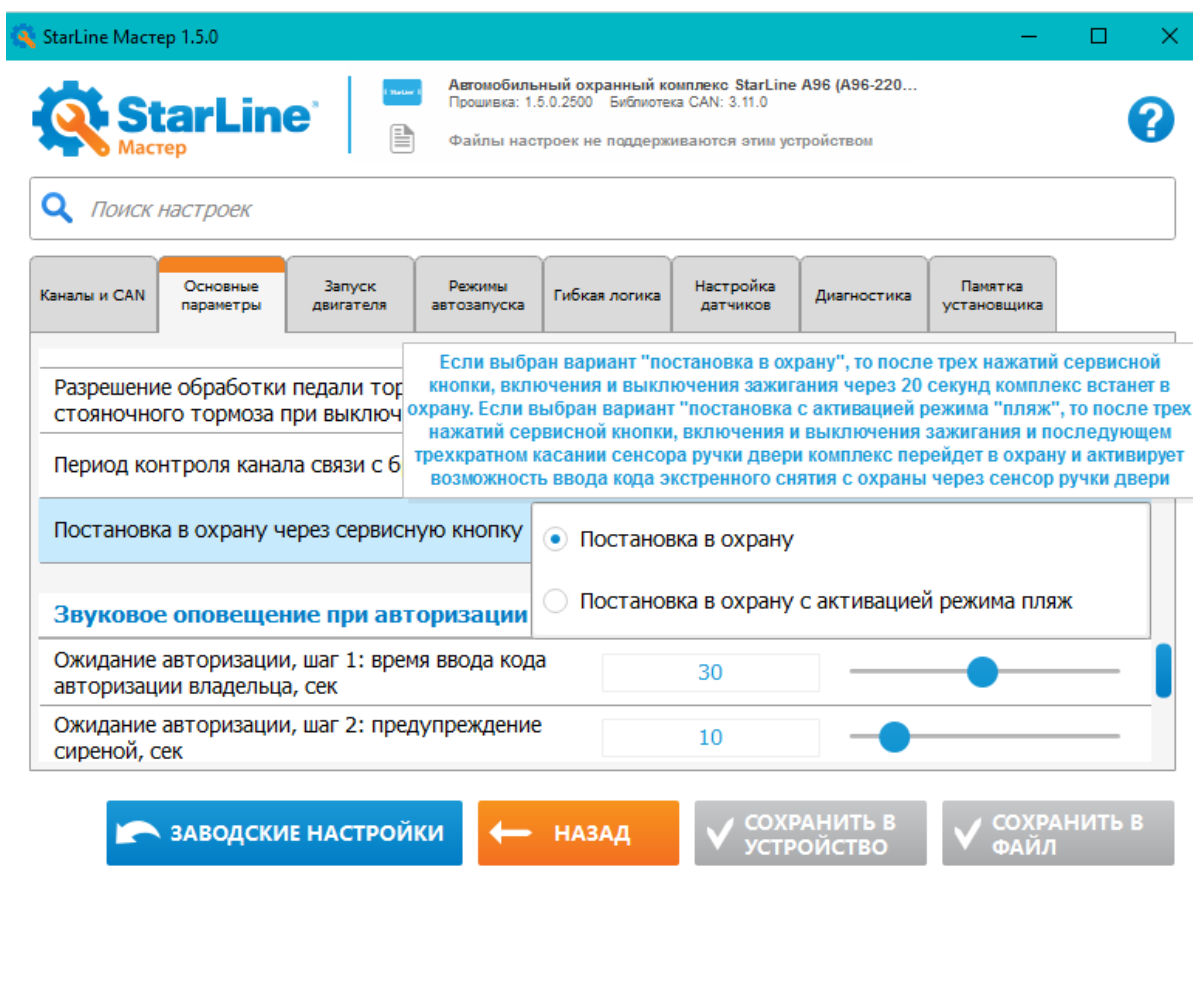 StarLine Мастер 1.5.0
StarLine
Мастер
Автомобильный охранный комплекс StarLine A96 (A96-220...
Прошивка: 1.5.0.2500 Библиотека CAN: 3.11.0
Файлы настроек не поддерживаются этим устройством
?
Поиск настроек
Каналы и CAN
Основные
параметры
Запуск
двигателя
Режимы
автозапуска
Гибкая логика
Настройка
датчиков
Диагностика
Памятка
установщика
Если выбран вариант "постановка в охрану", то после трех нажатий сервисной
кнопки, включения и выключения зажигания через 20 секунд комплекс встанет в
охрану. Если выбран вариант "постановка с активацией режима "пляж", то после трех
нажатий сервисной кнопки, включения и выключения зажигания и последующем
трехкратном касании сенсора ручки двери комплекс перейдет в охрану и активирует
возможность ввода кода экстренного снятия с охраны через сенсор ручки двери
Разрешение обработки педали тор
стояночного тормоза при выключ
Период контроля канала связи с б
Постановка в охрану через сервисную кнопку
Постановка в охрану
Постановка в охрану с активацией режима пляж
Звуковое оповещение при авторизации
Ожидание авторизации, шаг 1: время ввода кода
авторизации владельца, сек
30
Ожидание авторизации, шаг 2: предупреждение
сиреной, сек
10
ЗАВОДСКИЕ НАСТРОЙКИ
НАЗАД
СОХРАНИТЬ В
УСТРОЙСТВО
СОХРАНИТЬ В
ФАЙЛ